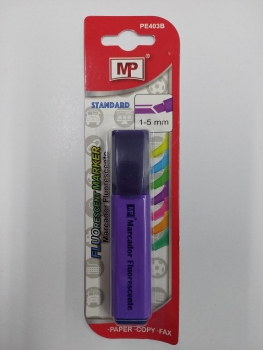 PE403B
MP
STANDARD
1-5 mm
FLUORESCENT MARKER
Marcador Fluorescente
MP Marcador Fluorescente
·PAPER ·COPY ·FAX